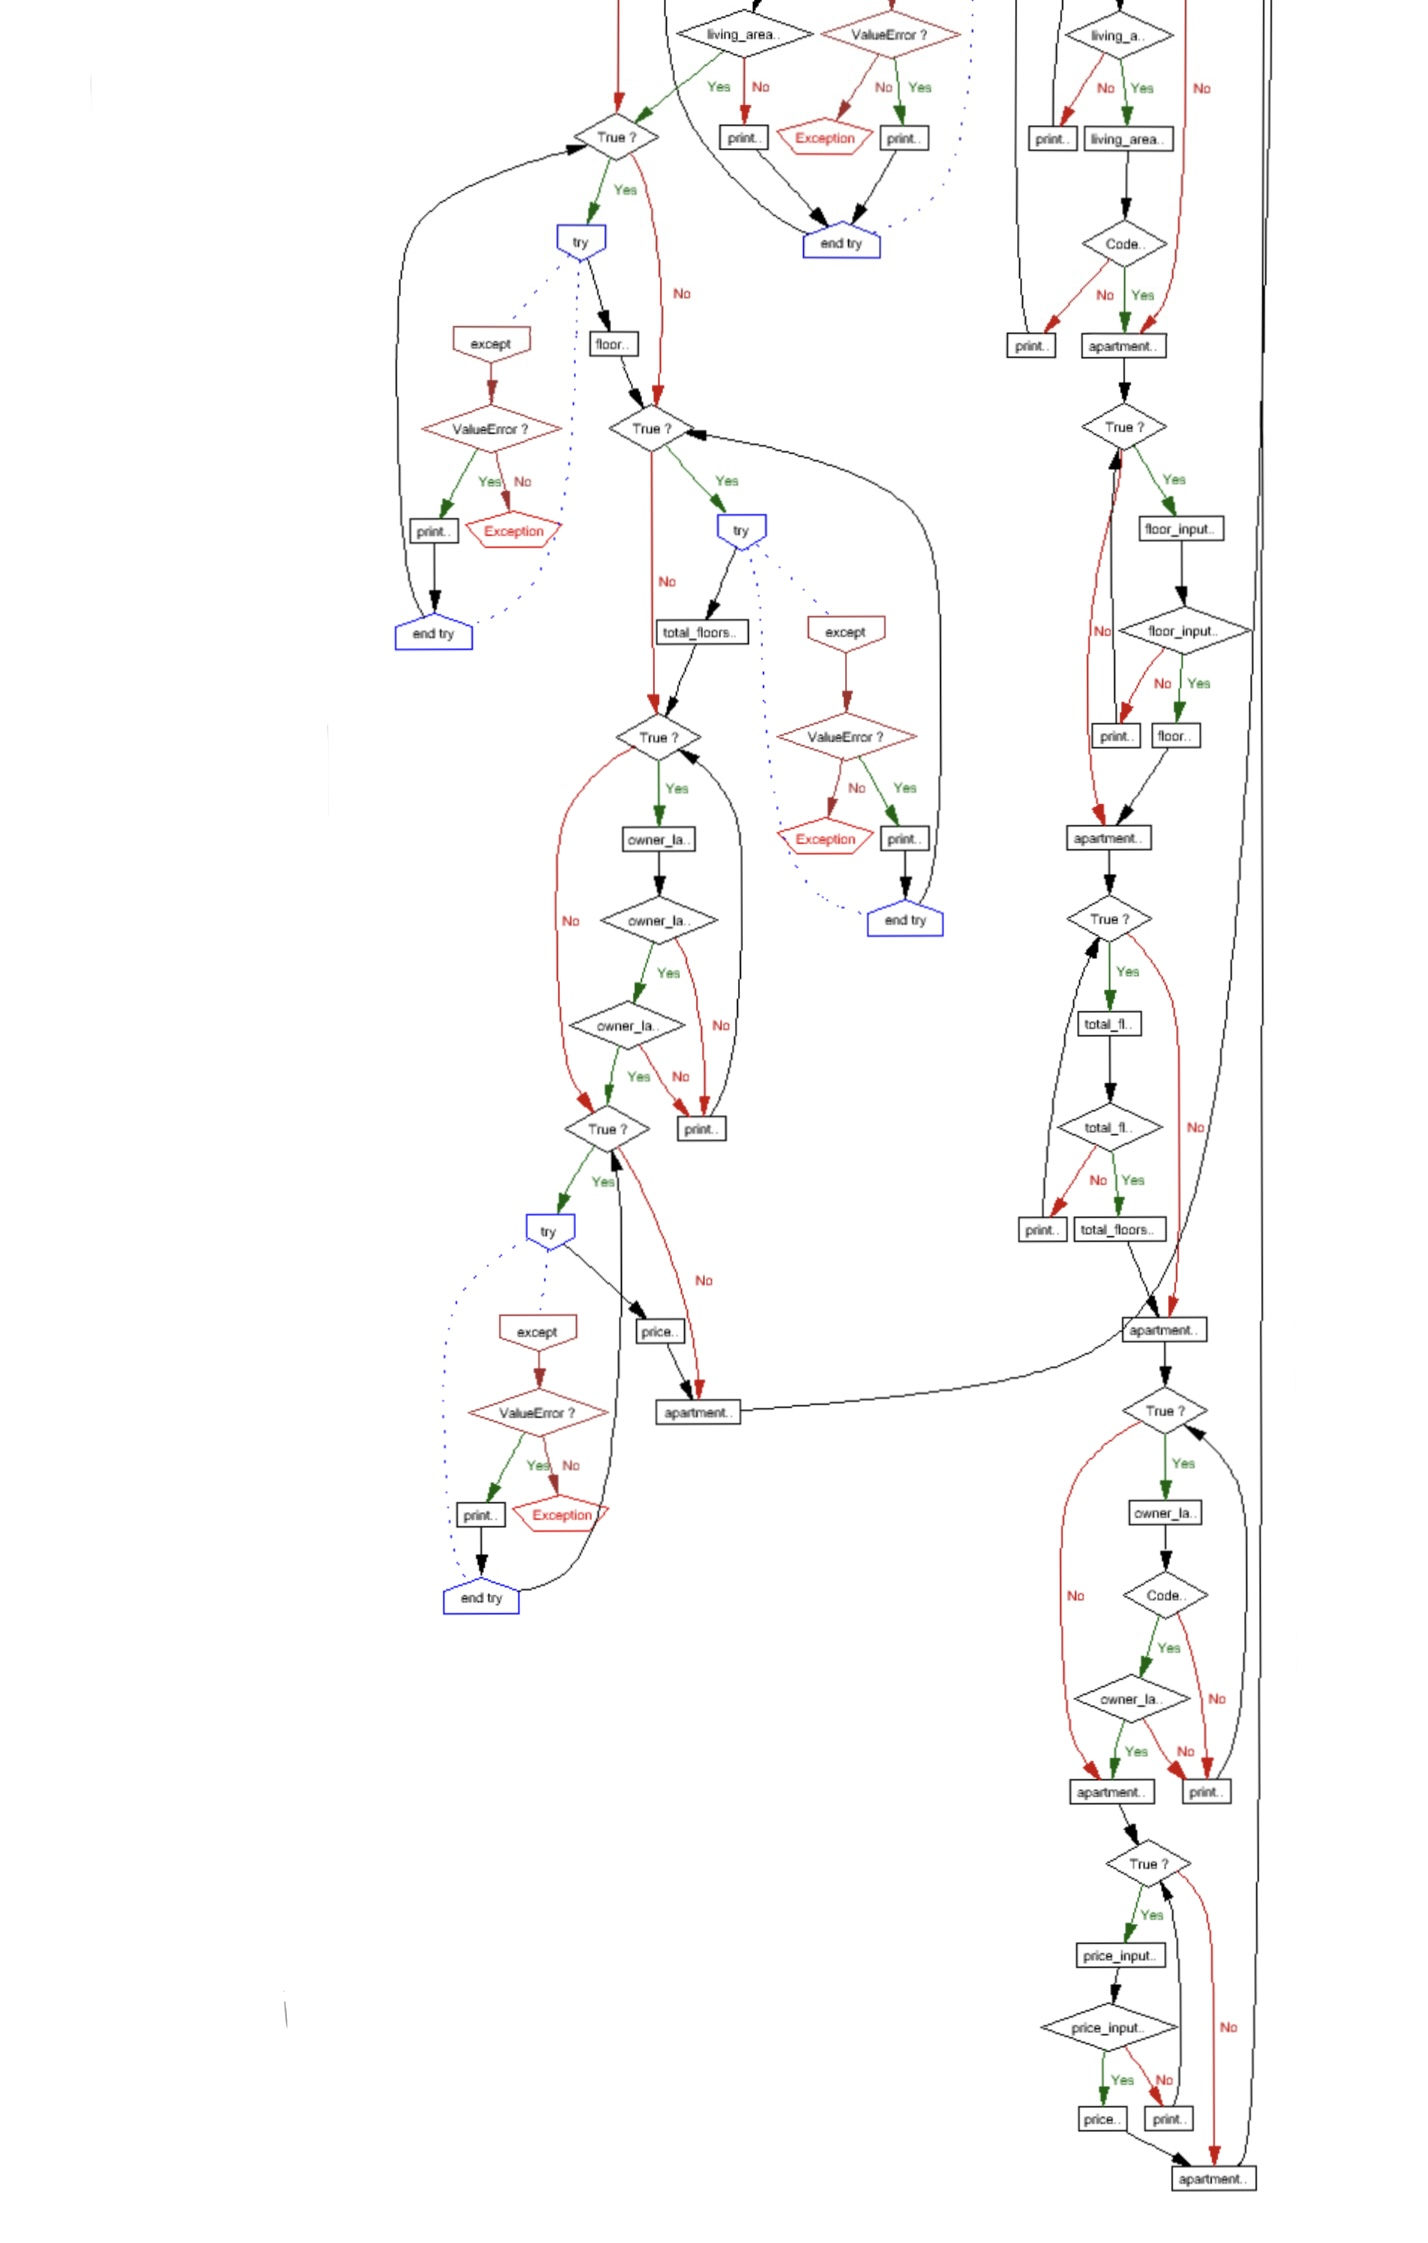 living_area..
ValueError ?
living_a..
Yes
No
No
Yes
No
Yes
No
True ?
print..
Exception
print..
print..
living_area..
Yes
try
end try
Code..
No
No
Yes
except
floor..
print..
apartment..
ValueError ?
True ?
True ?
Yes
No
Yes
Yes
print..
Exception
try
floor_input..
No
end try
total_floors..
except
No
floor_input..
No
Yes
True ?
ValueError ?
print..
floor..
Yes
No
Yes
owner_la..
Exception
print..
apartment..
No
owner_la..
end try
True ?
Yes
Yes
owner_la..
No
total_fl..
Yes
No
True ?
print..
total_fl..
No
Yes
No
Yes
try
print..
total_floors..
No
except
price..
apartment..
ValueError ?
apartment..
True ?
Yes
No
Yes
print..
Exception
owner_la..
end try
No
Code..
Yes
owner_la..
No
Yes
No
apartment..
print..
True ?
Yes
price_input..
price_input..
No
Yes
No
price..
print..
apartment..